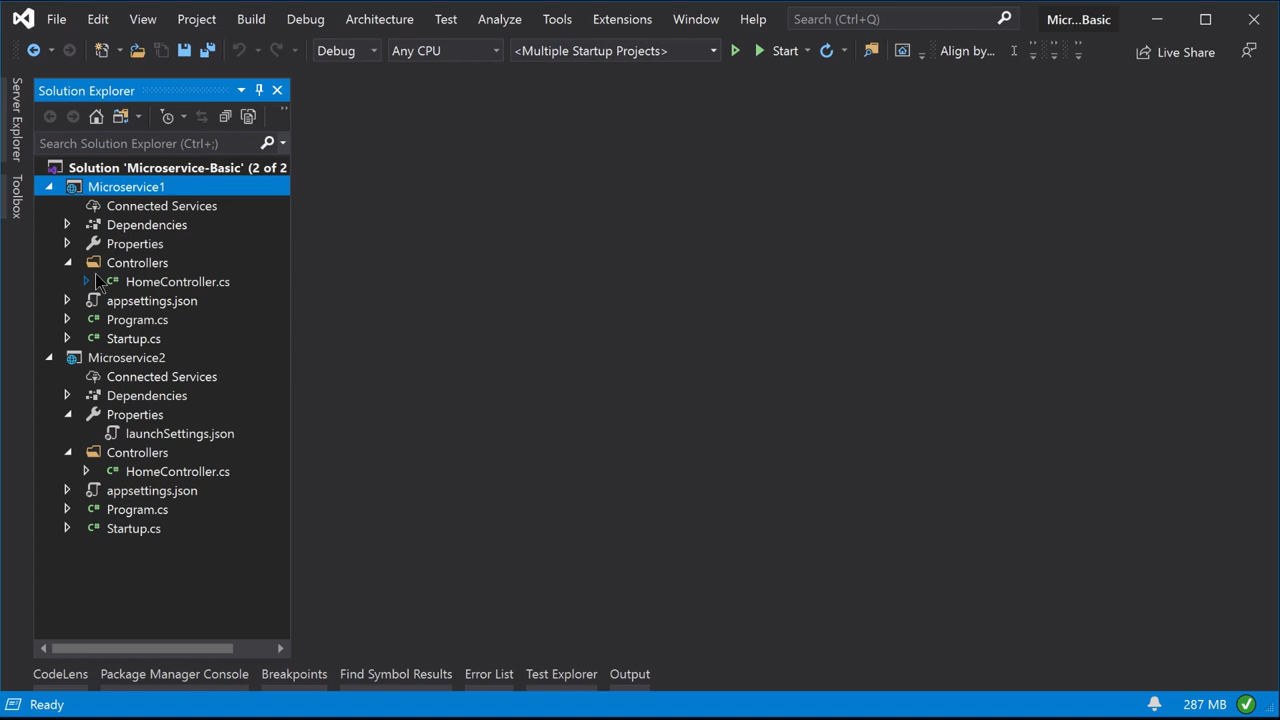 File Edit View Project Build Debug Architecture Test Analyze Tools Extensions Window Help Search (Ctrl+Q) Micr...Basic
Debug Any CPU <Multiple Startup Projects> Start Align by... Live Share
Server Explorer
Toolbox
Solution Explorer
Search Solution Explorer (Ctrl+;)
Solution 'Microservice-Basic' (2 of 2
Microservice1
Connected Services
Dependencies
Properties
Controllers
C# HomeController.cs
appsettings.json
C# Program.cs
C# Startup.cs
Microservice2
Connected Services
Dependencies
Properties
launchSettings.json
Controllers
C# HomeController.cs
appsettings.json
C# Program.cs
C# Startup.cs
CodeLens Package Manager Console Breakpoints Find Symbol Results Error List Test Explorer Output
Ready 287 MB